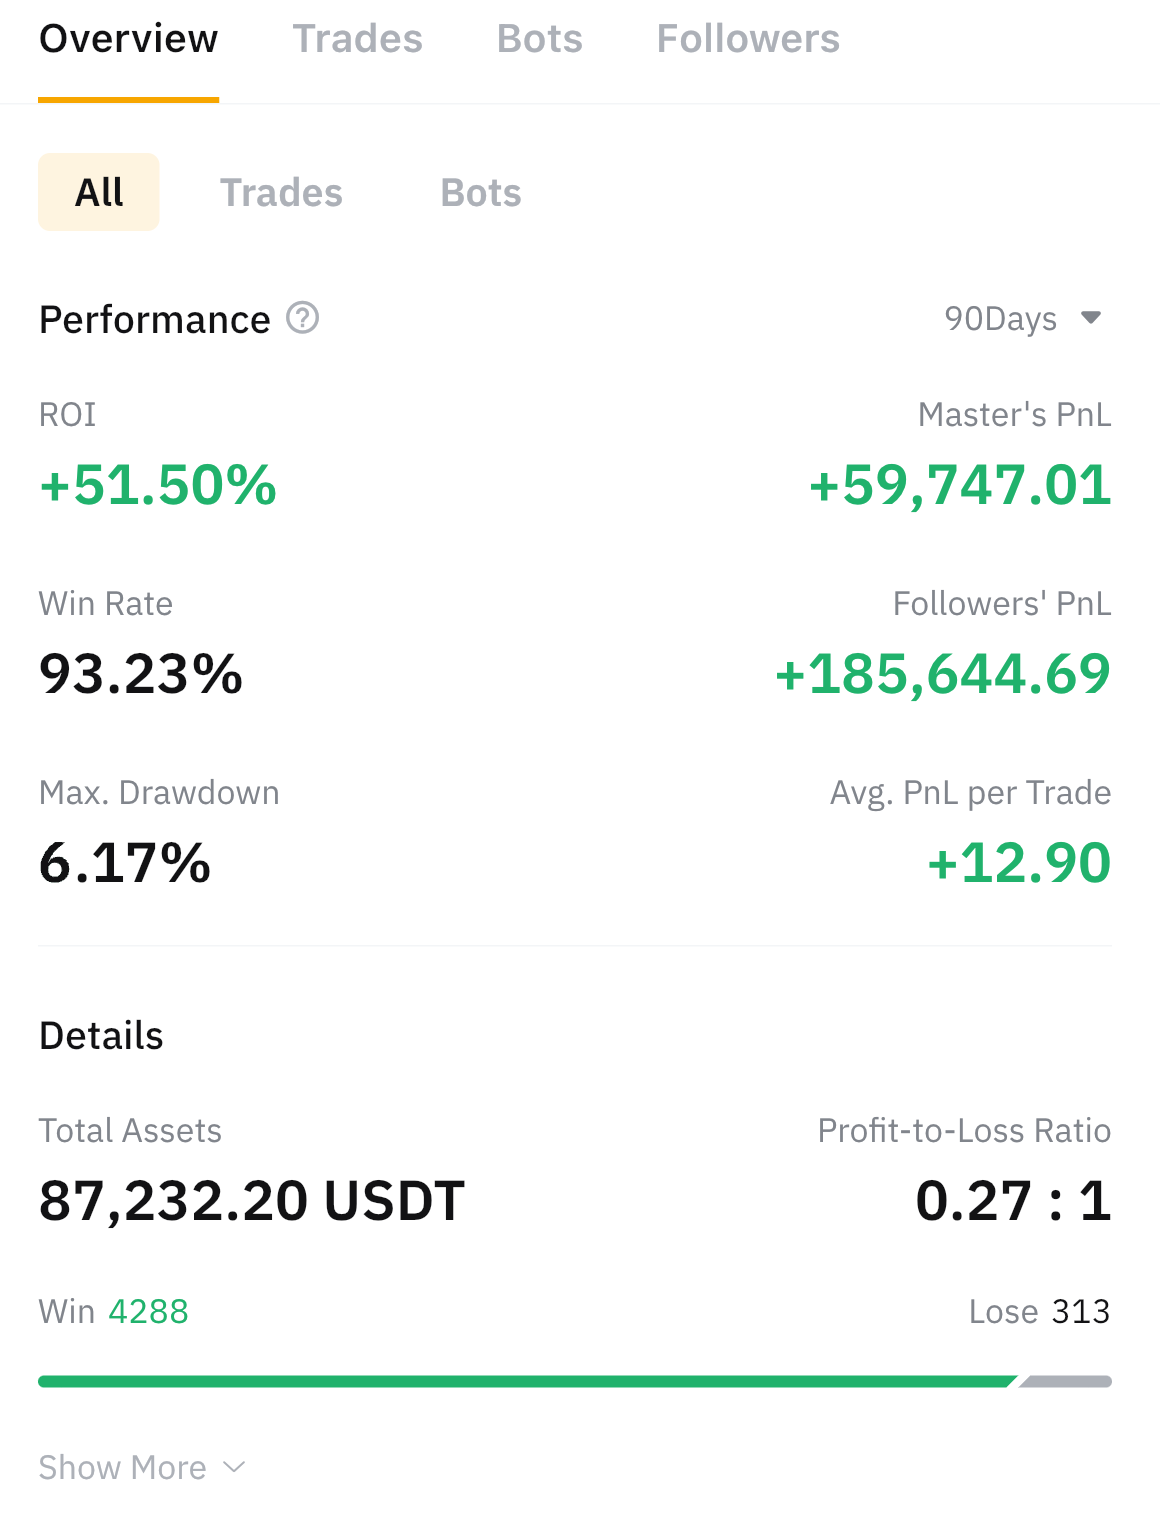 Overview Trades Bots Followers
All Trades Bots
Performance ? 90Days
ROI Master's PnL
+51.50% +59,747.01
Win Rate Followers' PnL
93.23% +185,644.69
Max. Drawdown Avg. PnL per Trade
6.17% +12.90
Details
Total Assets Profit-to-Loss Ratio
87,232.20 USDT 0.27 : 1
Win 4288 Lose 313
Show More